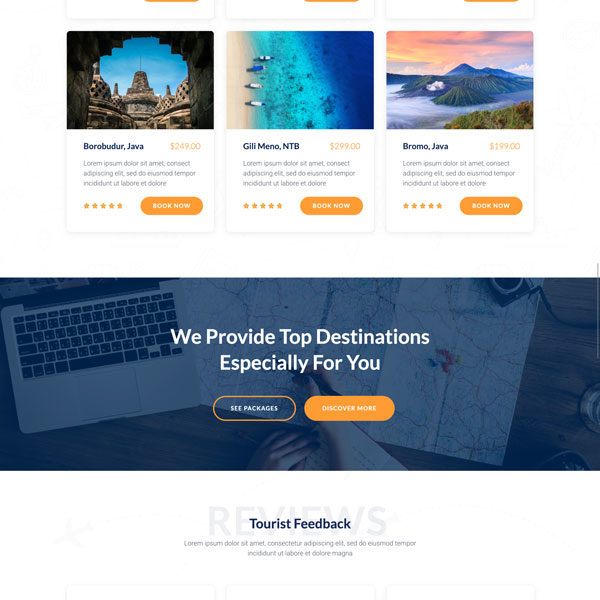 Borobudur, Java $249.00
Lorem ipsum dolor sit amet, consect
adipiscing elit, sed do eiusmod tempor
incididunt ut labore et dolore
BOOK NOW
Gili Meno, NTB $299.00
Lorem ipsum dolor sit amet, consect
adipiscing elit, sed do eiusmod tempor
incididunt ut labore et dolore
BOOK NOW
Bromo, Java $199.00
Lorem ipsum dolor sit amet, consect
adipiscing elit, sed do eiusmod tempor
incididunt ut labore et dolore
BOOK NOW
We Provide Top Destinations
Especially For You
SEE PACKAGES DISCOVER MORE
REVIEWS
Tourist Feedback
Lorem ipsum dolor sit amet, consectetur adipiscing elit, sed do eiusmod tempor
incididunt ut labore et dolore magna